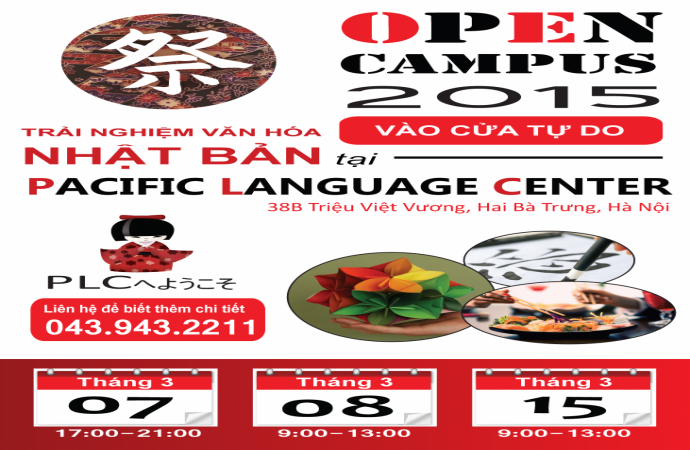 祭
OPEN
CAMPUS
2015
TRẢI NGHIỆM VĂN HÓA
VÀO CỬA TỰ DO
NHẬT BẢN tại
PACIFIC LANGUAGE CENTER
38B Triệu Việt Vương, Hai Bà Trưng, Hà Nội
PLCへようこそ
Liên hệ để biết thêm chi tiết
043.943.2211
Tháng 3
07
17:00-21:00
Tháng 3
08
9:00-13:00
Tháng 3
15
9:00-13:00